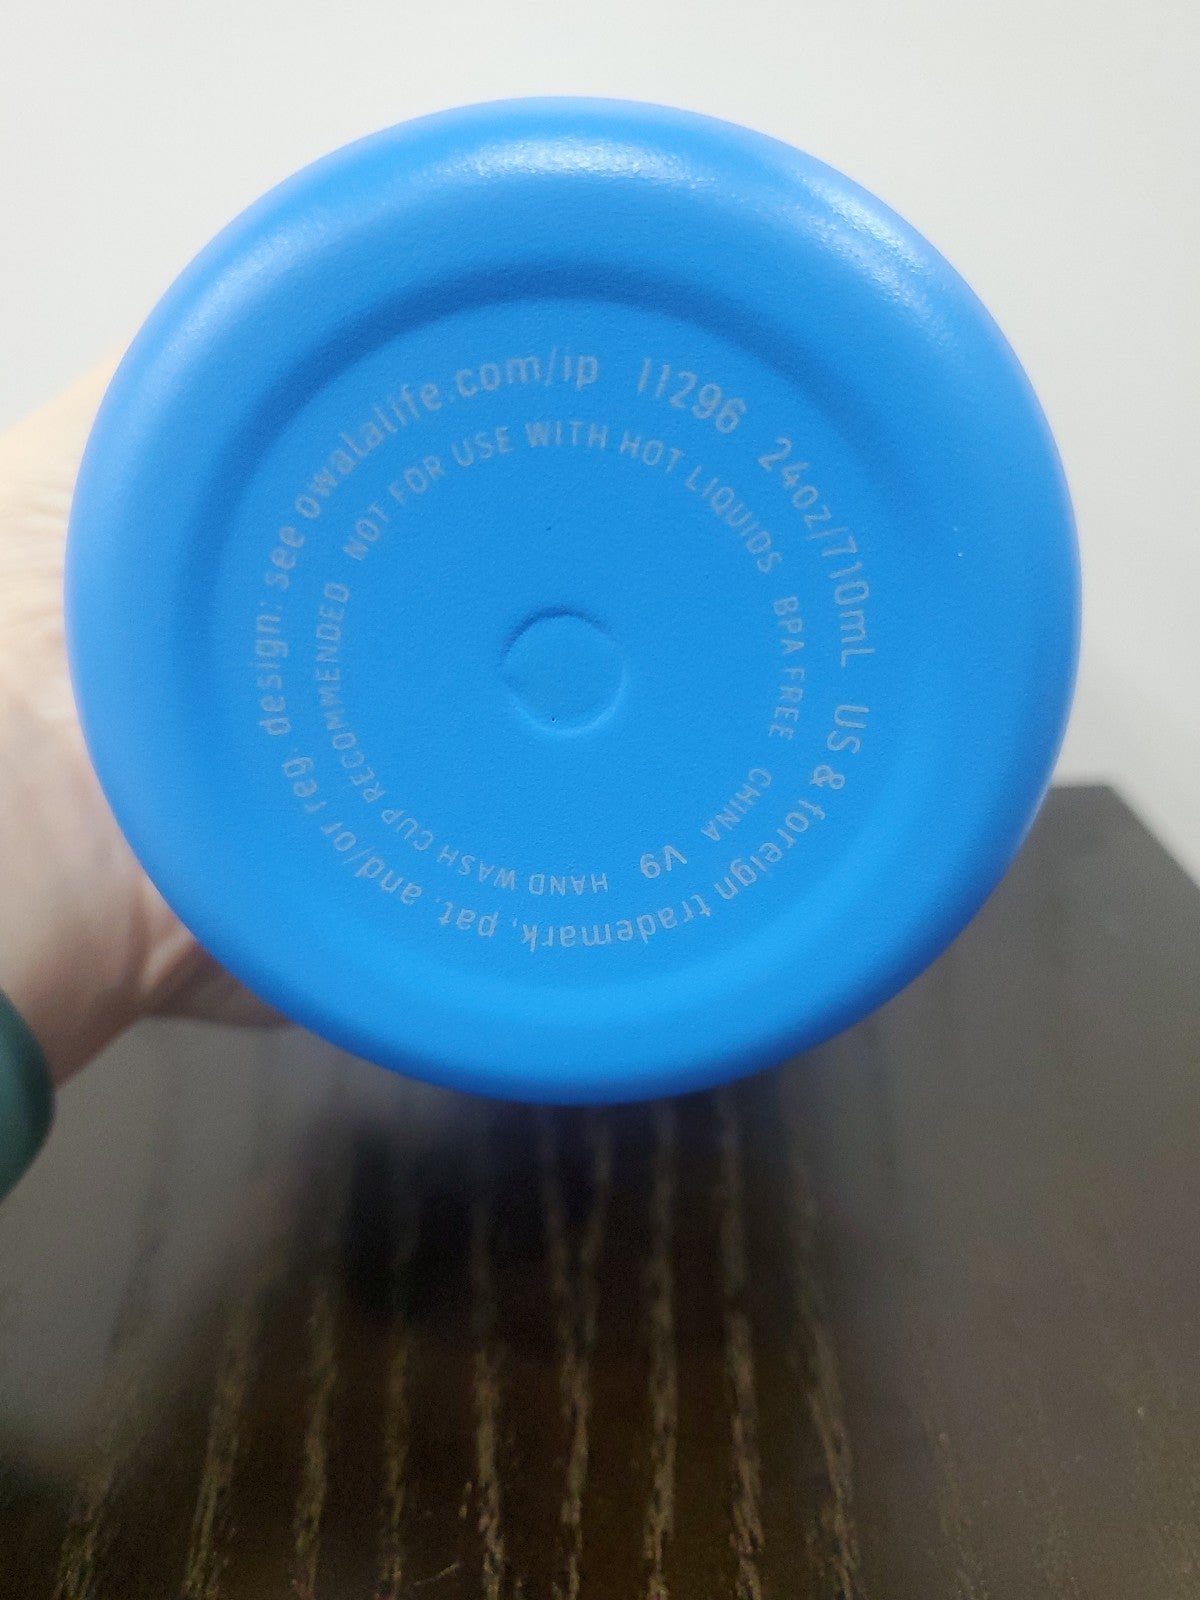 US & foreign trademark, pat. and/or reg. design: see owalalife.com/ip 11296 24oz/710mL
HAND WASH CUP RECOMMENDED NOT FOR USE WITH HOT LIQUIDS BPA FREE CHINA V9